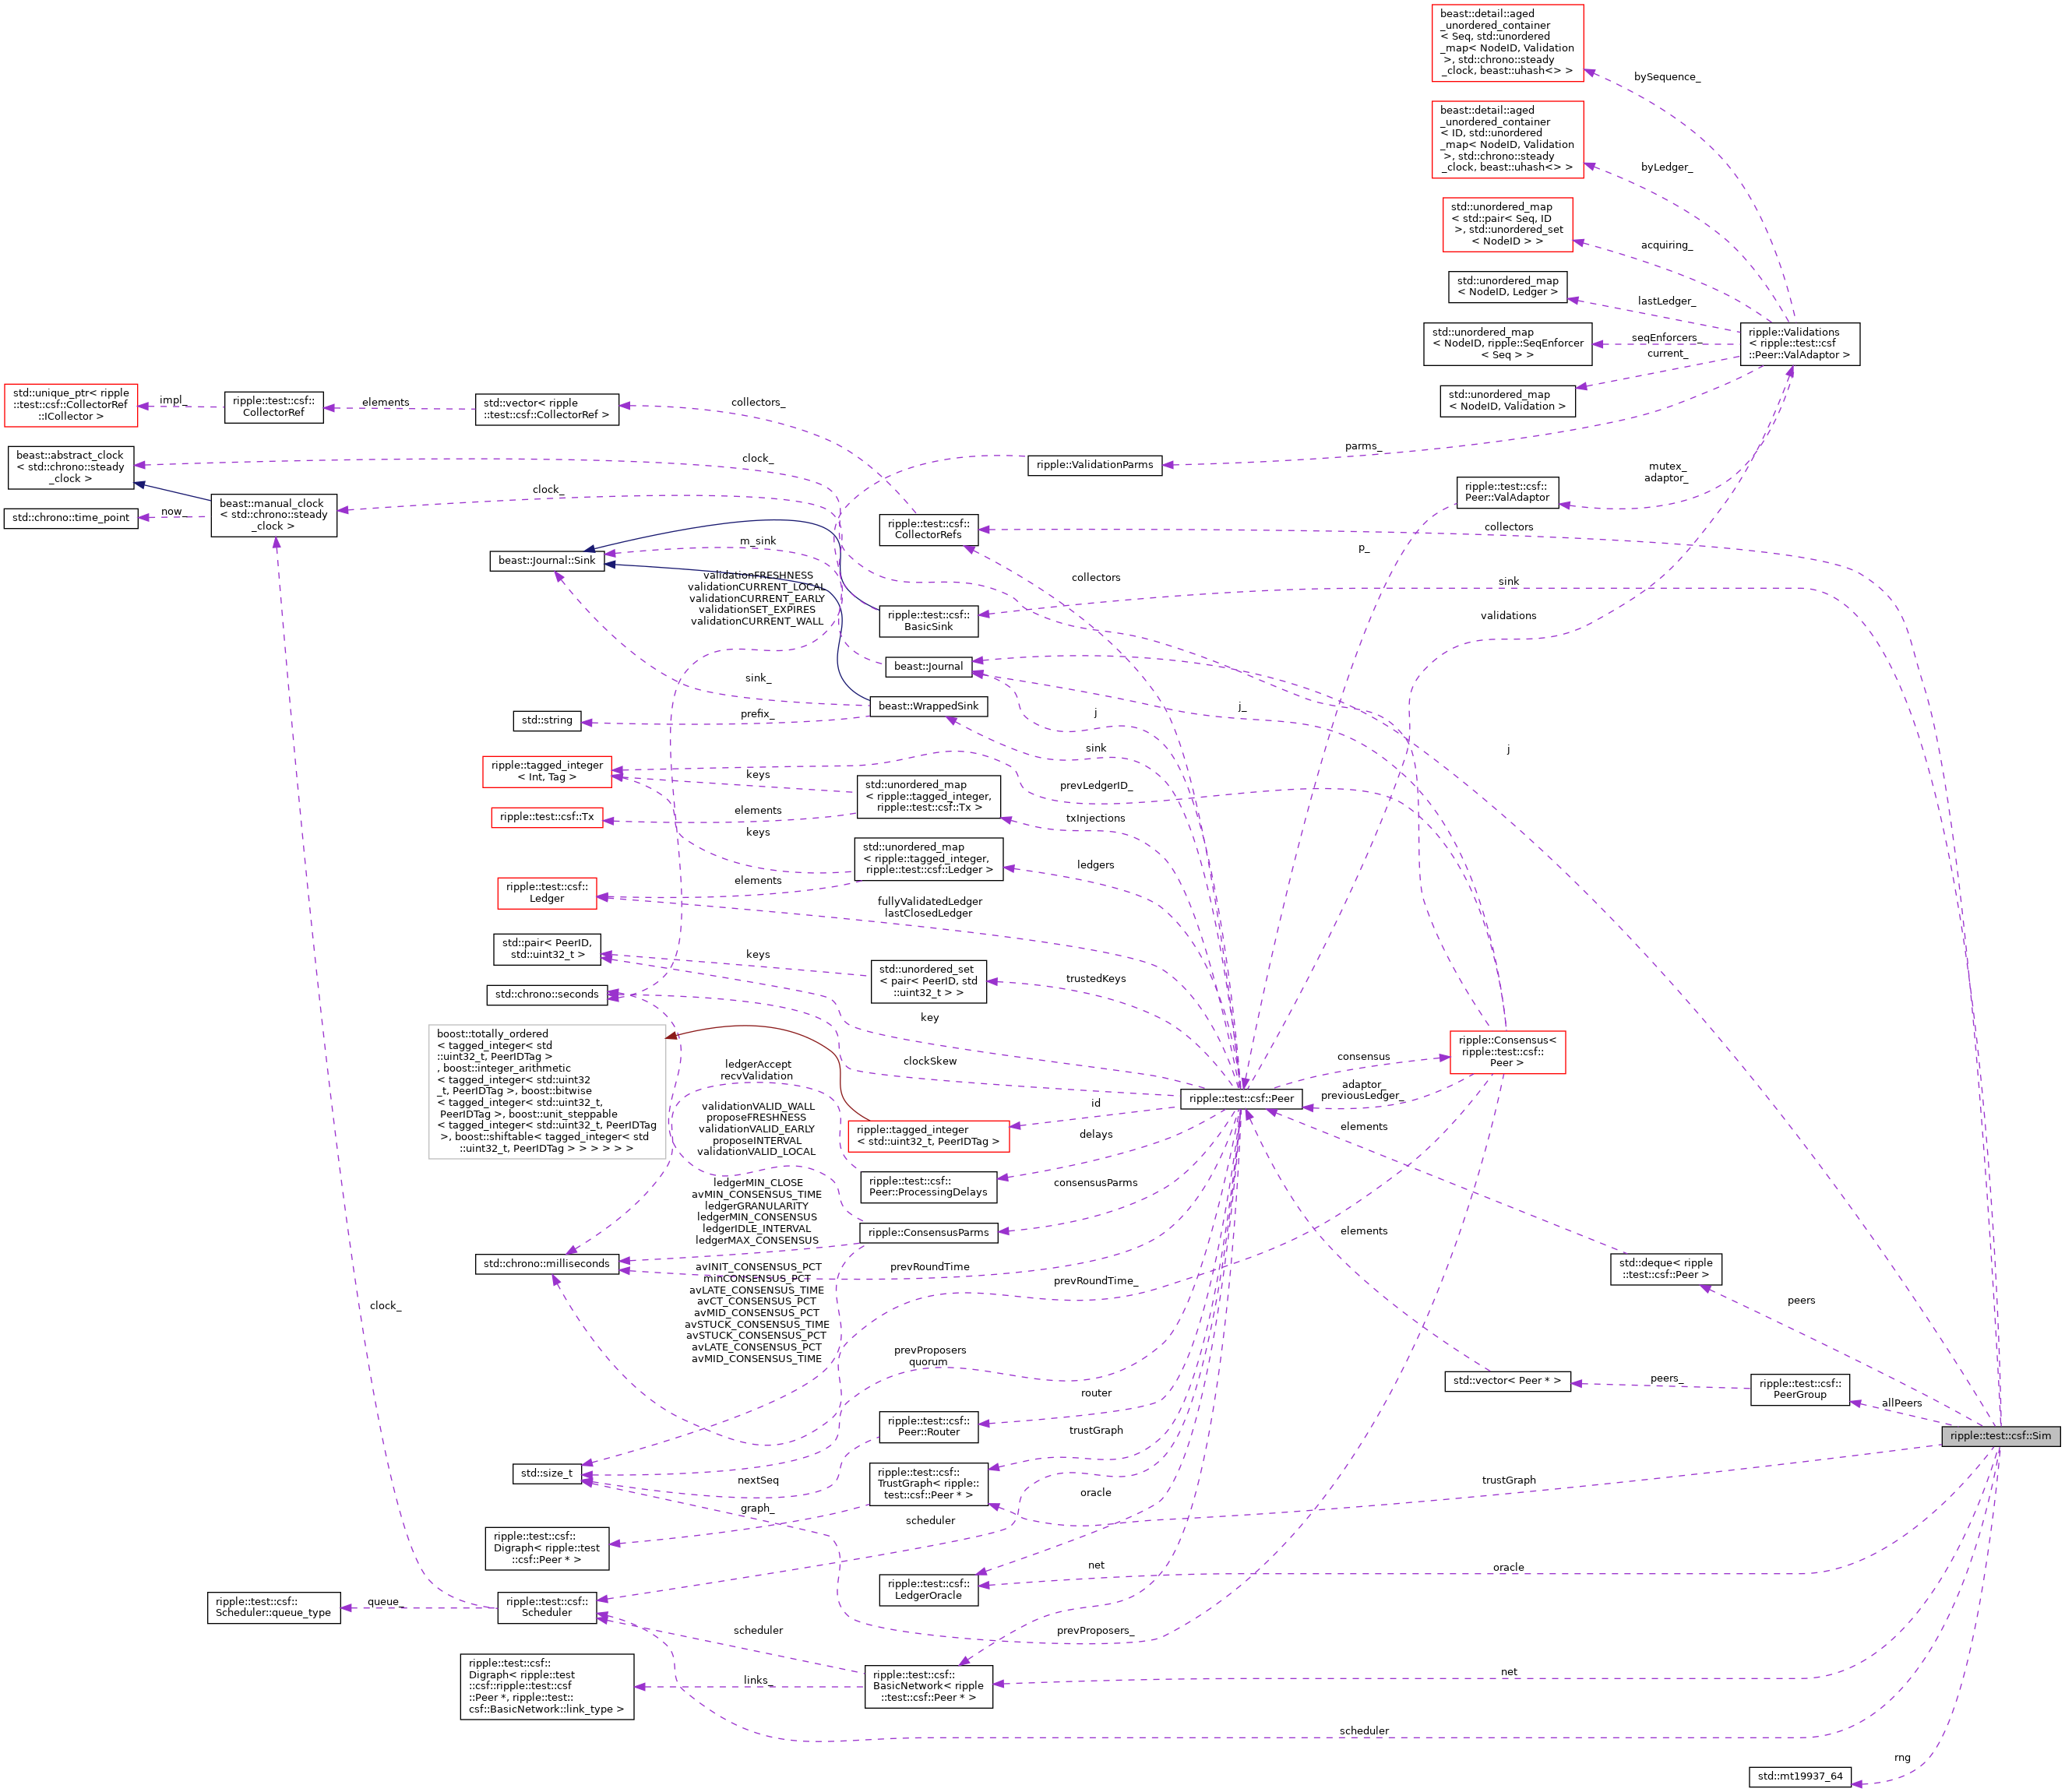 beast::detail::aged
_unordered_container
< Seq, std::unordered
_map< NodeID, Validation
>, std::chrono::steady
_clock, beast::uhash<> >
bySequence_
beast::detail::aged
_unordered_container
< ID, std::unordered
_map< NodeID, Validation
>, std::chrono::steady
_clock, beast::uhash<> >
byLedger_
std::unordered_map
< std::pair< Seq, ID
>, std::unordered_set
< NodeID > >
acquiring_
std::unordered_map
< NodeID, Ledger >
lastLedger_
std::unordered_map
< NodeID, ripple::SeqEnforcer
< Seq > >
seqEnforcers_
current_
ripple::Validations
< ripple::test::csf
::Peer::ValAdaptor >
std::unordered_map
< NodeID, Validation >
std::unique_ptr< ripple
::test::csf::CollectorRef
::ICollector >
impl_
ripple::test::csf::
CollectorRef
elements
std::vector< ripple
::test::csf::CollectorRef >
collectors_
parms_
beast::abstract_clock
< std::chrono::steady
_clock >
clock_
ripple::ValidationParms
mutex_
adaptor_
ripple::test::csf::
Peer::ValAdaptor
beast::manual_clock
< std::chrono::steady
_clock >
clock_
std::chrono::time_point
now_
ripple::test::csf::
CollectorRefs
collectors
m_sink
p_
beast::Journal::Sink
validationFRESHNESS
validationCURRENT_LOCAL
validationCURRENT_EARLY
validationSET_EXPIRES
validationCURRENT_WALL
collectors
sink
ripple::test::csf::
BasicSink
validations
beast::Journal
sink_
j
j_
beast::WrappedSink
std::string
prefix_
sink
j
ripple::tagged_integer
< Int, Tag >
keys
std::unordered_map
< ripple::tagged_integer,
ripple::test::csf::Tx >
prevLedgerID_
ripple::test::csf::Tx
elements
txInjections
keys
std::unordered_map
< ripple::tagged_integer,
ripple::test::csf::Ledger >
ledgers
ripple::test::csf::
Ledger
elements
fullyValidatedLedger
lastClosedLedger
std::pair< PeerID,
std::uint32_t >
keys
std::unordered_set
< pair< PeerID, std
::uint32_t > >
trustedKeys
std::chrono::seconds
key
boost::totally_ordered
< tagged_integer< std
::uint32_t, PeerIDTag >
, boost::integer_arithmetic
< tagged_integer< std::uint32
_t, PeerIDTag >, boost::bitwise
< tagged_integer< std::uint32_t,
PeerIDTag >, boost::unit_steppable
< tagged_integer< std::uint32_t, PeerIDTag
>, boost::shiftable< tagged_integer< std
::uint32_t, PeerIDTag > > > > > >
clockSkew
ledgerAccept
recvValidation
consensus
ripple::Consensus<
ripple::test::csf::
Peer >
adaptor_
previousLedger_
ripple::test::csf::Peer
id
validationVALID_WALL
proposeFRESHNESS
validationVALID_EARLY
proposeINTERVAL
validationVALID_LOCAL
ripple::tagged_integer
< std::uint32_t, PeerIDTag >
delays
elements
ripple::test::csf::
Peer::ProcessingDelays
consensusParms
ledgerMIN_CLOSE
avMIN_CONSENSUS_TIME
ledgerGRANULARITY
ledgerMIN_CONSENSUS
ledgerIDLE_INTERVAL
ledgerMAX_CONSENSUS
ripple::ConsensusParms
elements
std::chrono::milliseconds
prevRoundTime
prevRoundTime_
std::deque< ripple
::test::csf::Peer >
peers
clock_
avINIT_CONSENSUS_PCT
minCONSENSUS_PCT
avLATE_CONSENSUS_TIME
avCT_CONSENSUS_PCT
avMID_CONSENSUS_PCT
avSTUCK_CONSENSUS_TIME
avSTUCK_CONSENSUS_PCT
avLATE_CONSENSUS_PCT
avMID_CONSENSUS_TIME
prevProposers
quorum
std::vector< Peer * >
peers_
ripple::test::csf::
PeerGroup
allPeers
router
ripple::test::csf::
Peer::Router
trustGraph
ripple::test::csf::Sim
std::size_t
nextSeq
ripple::test::csf::
TrustGraph< ripple::
test::csf::Peer * >
trustGraph
oracle
graph_
scheduler
ripple::test::csf::
Digraph< ripple::test
::csf::Peer * >
net
oracle
ripple::test::csf::
LedgerOracle
ripple::test::csf::
Scheduler::queue_type
queue_
ripple::test::csf::
Scheduler
scheduler
prevProposers_
ripple::test::csf::
Digraph< ripple::test
::csf::ripple::test::csf
::Peer *, ripple::test::
csf::BasicNetwork::link_type >
links_
ripple::test::csf::
BasicNetwork< ripple
::test::csf::Peer * >
net
scheduler
std::mt19937_64
rng